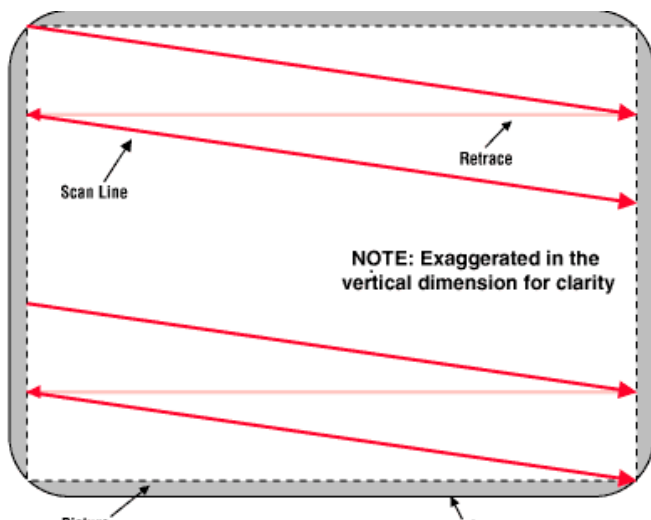 Retrace
Scan Line
NOTE: Exaggerated in the
vertical dimension for clarity